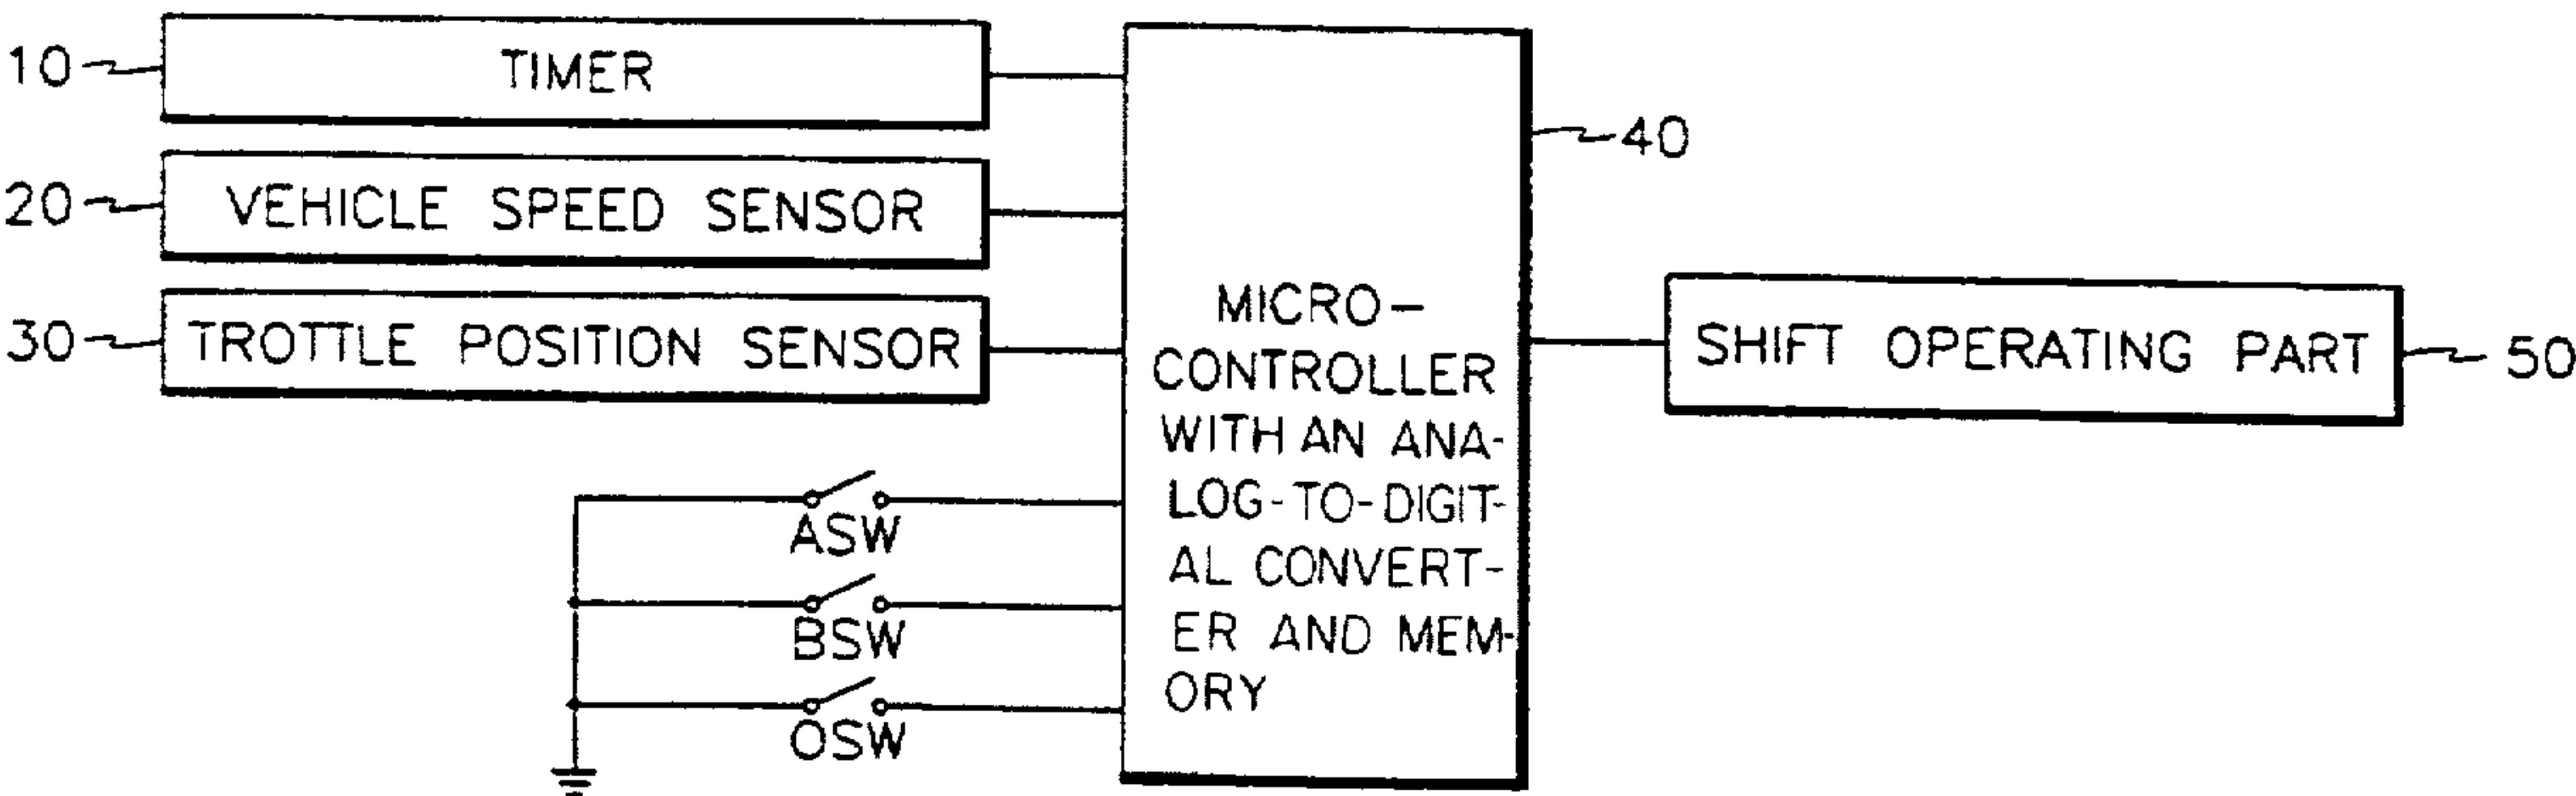 10 TIMER
20 VEHICLE SPEED SENSOR
30 TROTTLE POSITION SENSOR
ASW
BSW
OSW
MICRO-
CONTROLLER
WITH AN ANA-
LOG-TO-DIGIT-
AL CONVERT-
ER AND MEM-
ORY
40
SHIFT OPERATING PART 50